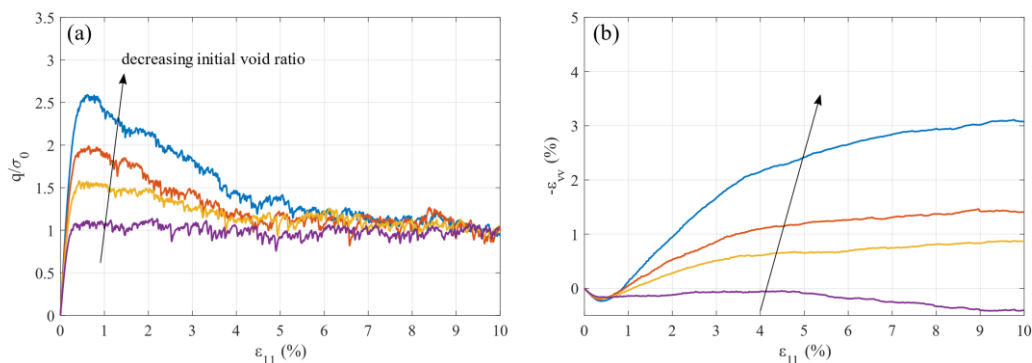 (a)
decreasing initial void ratio
q/σ0
3.5
3
2.5
2
1.5
1
0.5
0
0 1 2 3 4 5 6 7 8 9 10
ε11 (%)
(b)
-εvv (%)
5
4
3
2
1
0
0 1 2 3 4 5 6 7 8 9 10
ε11 (%)